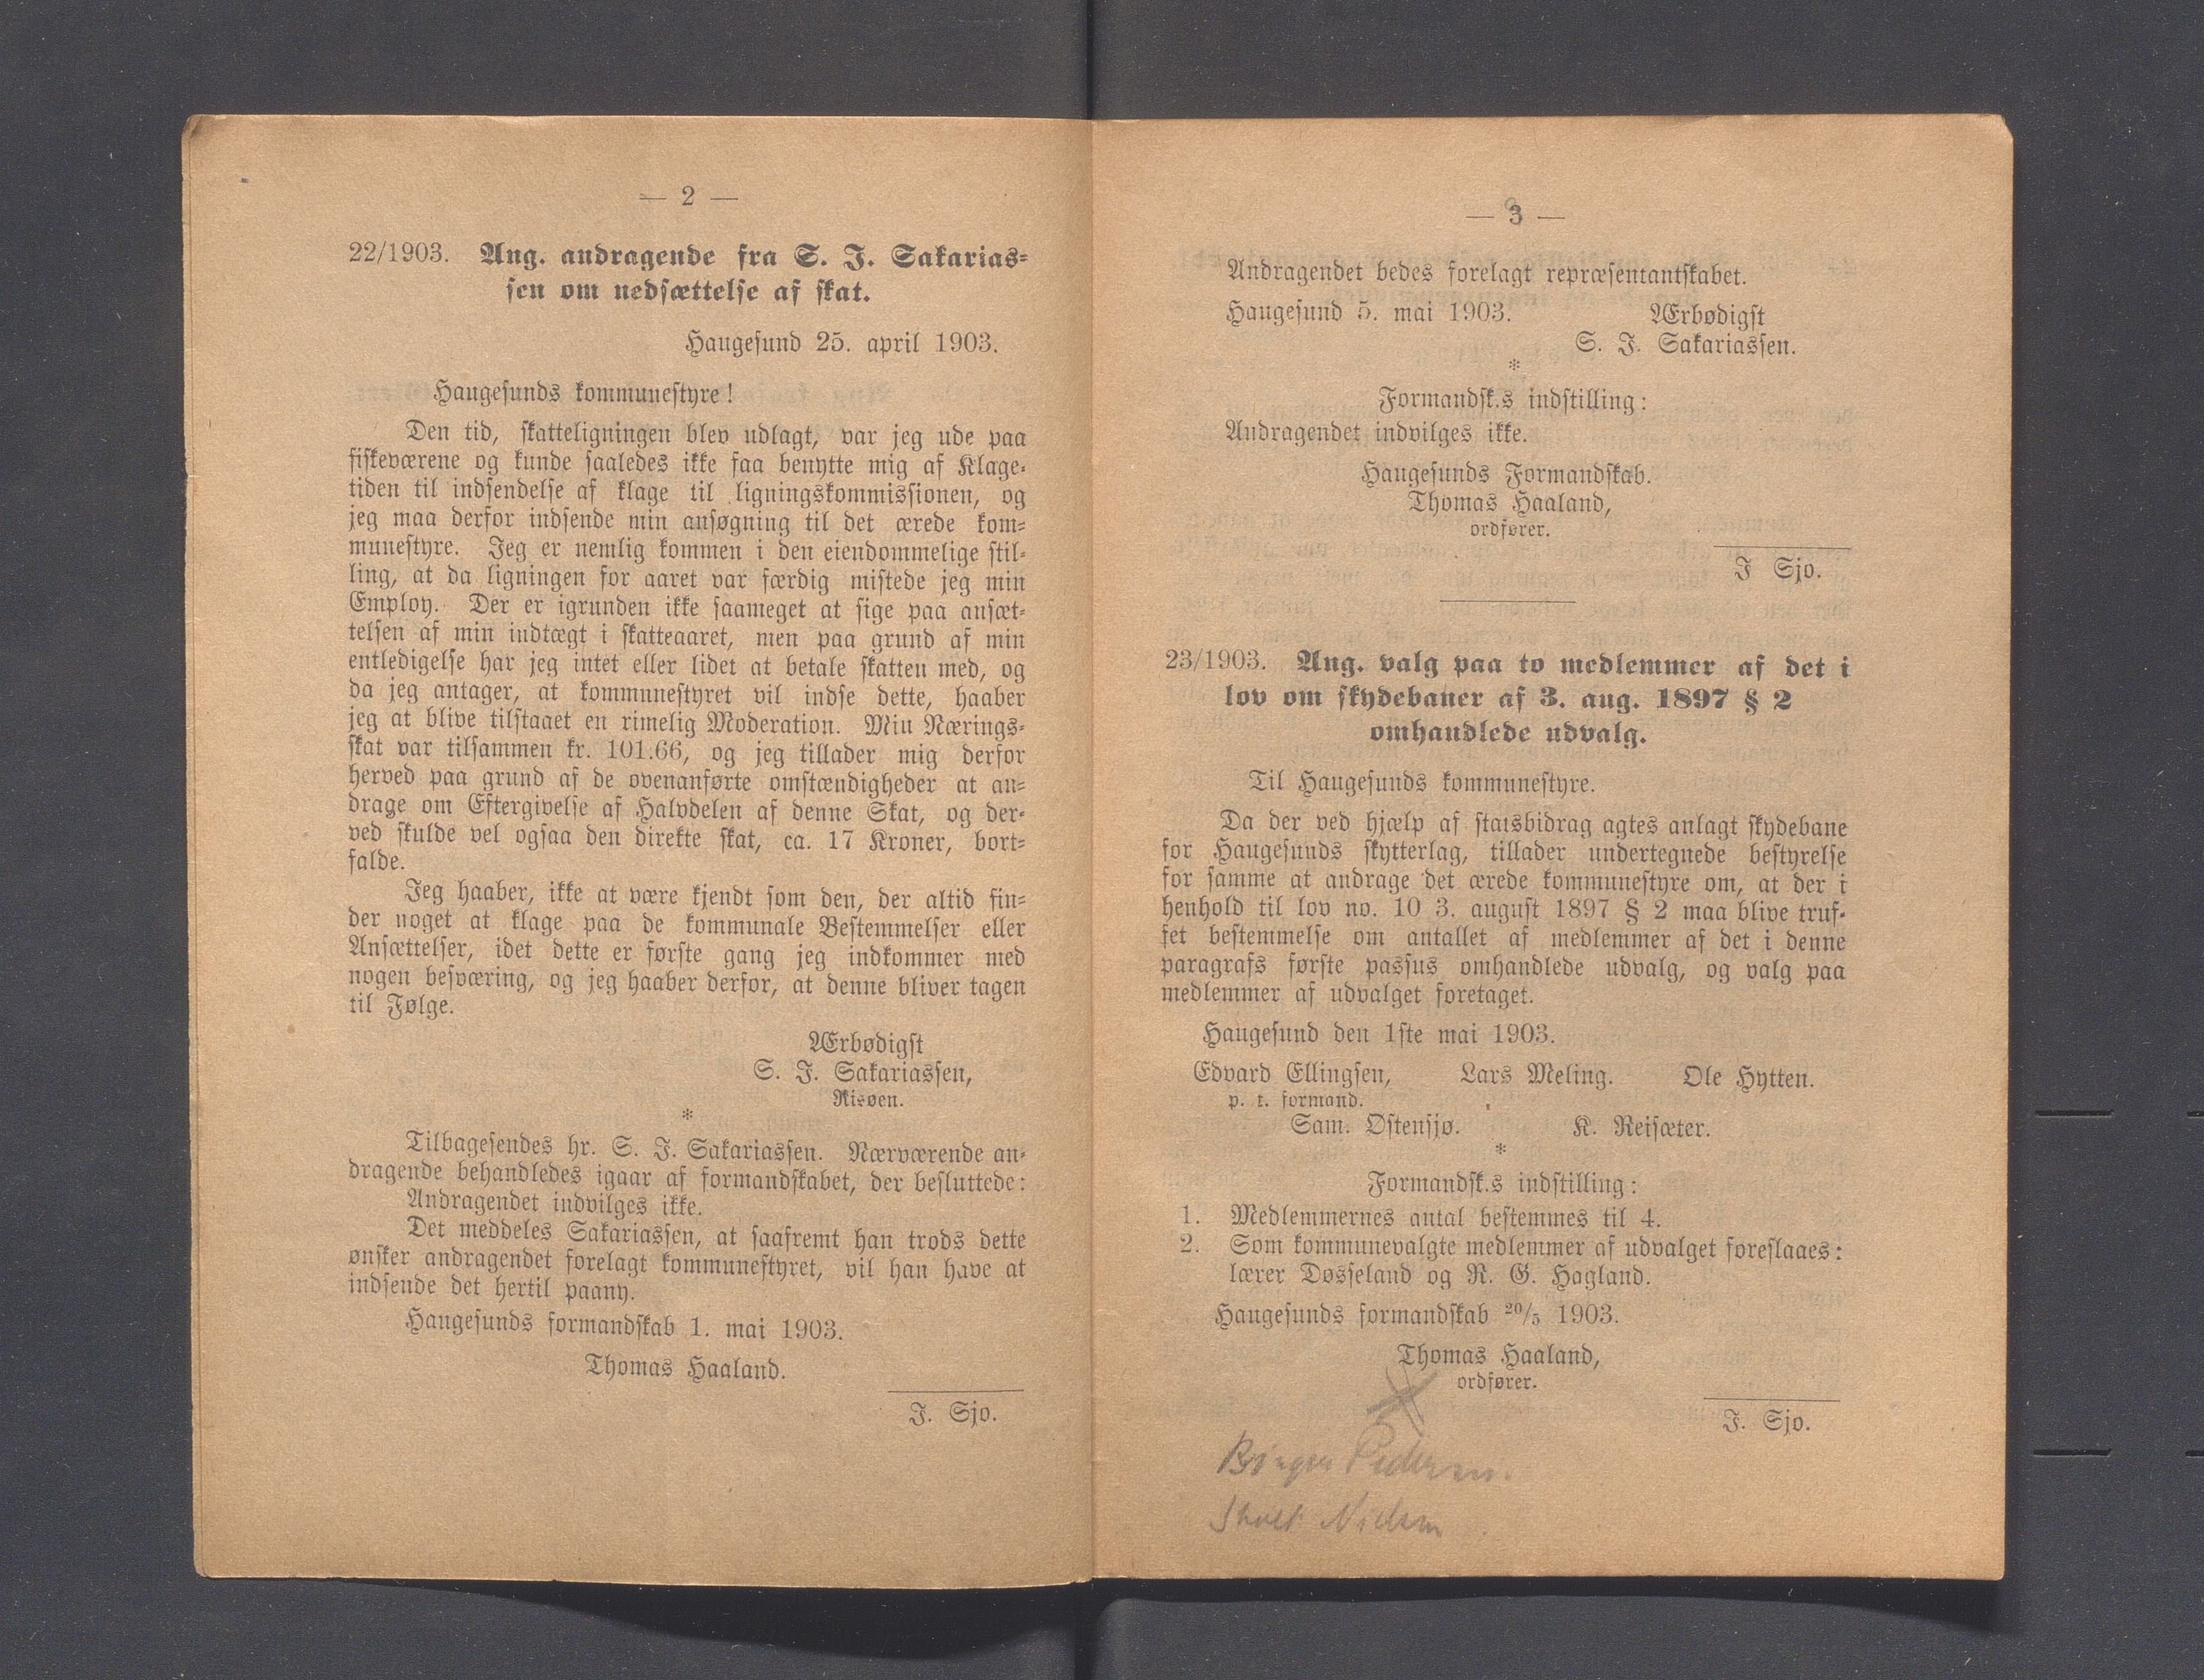 — 2 —
22/1903. Ang. andragende fra S. J. Sakarias-
sen om nedsættelse af skat.
Haugesund 25. april 1903.
Haugesunds kommunestyre!
Den tid, skatteligningen blev udlagt, var jeg ude paa
fiskeværene og kunde saaledes ikke faa benytte mig af Klage-
tiden til indsendelse af klage til ligningskommissionen, og
jeg maa derfor indsende min ansøgning til det ærede kom-
munestyre. Jeg er nemlig kommen i den eiendommelige stil-
ling, at da ligningen for aaret var færdig mistede jeg min
Employ. Der er igrunden ikke saameget at sige paa ansæt-
telsen af min indtægt i skatteaaret, men paa grund af min
entledigelse har jeg intet eller lidet at betale skatten med, og
da jeg antager, at kommunestyret vil indse dette, haaber
jeg at blive tilstaaet en rimelig Moderation. Min Nærings-
skat var tilsammen kr. 101.66, og jeg tillader mig derfor
herved paa grund af de ovenanførte omstændigheder at an-
drage om Eftergivelse af Halvdelen af denne Skat, og der-
ved skulde vel ogsaa den direkte skat, ca. 17 Kroner, bort-
falde.
Jeg haaber, ikke at være kjendt som den, der altid fin-
der noget at klage paa de kommunale Bestemmelser eller
Ansættelser, idet dette er første gang jeg indkommer med
nogen besværing, og jeg haaber derfor, at denne bliver tagen
til Følge.
Ærbødigst
S. J. Sakariassen,
Risøen.
*
Tilbagesendes hr. S. J. Sakariassen. Nærværende an-
dragende behandledes igaar af formandskabet, der besluttede:
Andragendet indvilges ikke.
Det meddeles Sakariassen, at saafremt han trods dette
ønsker andragendet forelagt kommunestyret, vil han have at
indsende det hertil paany.
Haugesunds formandskab 1. mai 1903.
Thomas Haaland.
J. Sjo.
— 3 —
Andragendet bedes forelagt repræsentantskabet.
Haugesund 5. mai 1903. Ærbødigst
S. J. Sakariassen.
*
Formandsk.s indstilling:
Andragendet indvilges ikke.
Haugesunds Formandskab.
Thomas Haaland,
ordfører.
J Sjo.
23/1903. Ang. valg paa to medlemmer af det i
lov om skydebaner af 3. aug. 1897 § 2
omhandlede udvalg.
Til Haugesunds kommunestyre.
Da der ved hjælp af statsbidrag agtes anlagt skydebane
for Haugesunds skytterlag, tillader undertegnede bestyrelse
for samme at andrage det ærede kommunestyre om, at der i
henhold til lov no. 10 3. august 1897 § 2 maa blive truf-
fet bestemmelse om antallet af medlemmer af det i denne
paragrafs første passus omhandlede udvalg, og valg paa
medlemmer af udvalget foretaget.
Haugesund den 1ste mai 1903.
Edvard Ellingsen, Lars Meling. Ole Hytten.
p. t. formand.
Sam. Ostensjø. K. Reisæter.
*
Formandsk.s indstilling:
1. Medlemmernes antal bestemmes til 4.
2. Som kommunevalgte medlemmer af udvalget foreslaaes:
lærer Døsseland og R. G. Hagland.
Haugesunds formandskab 20/5 1903.
Thomas Haaland,
ordfører.
J. Sjo.
Pedersen
Nielsen